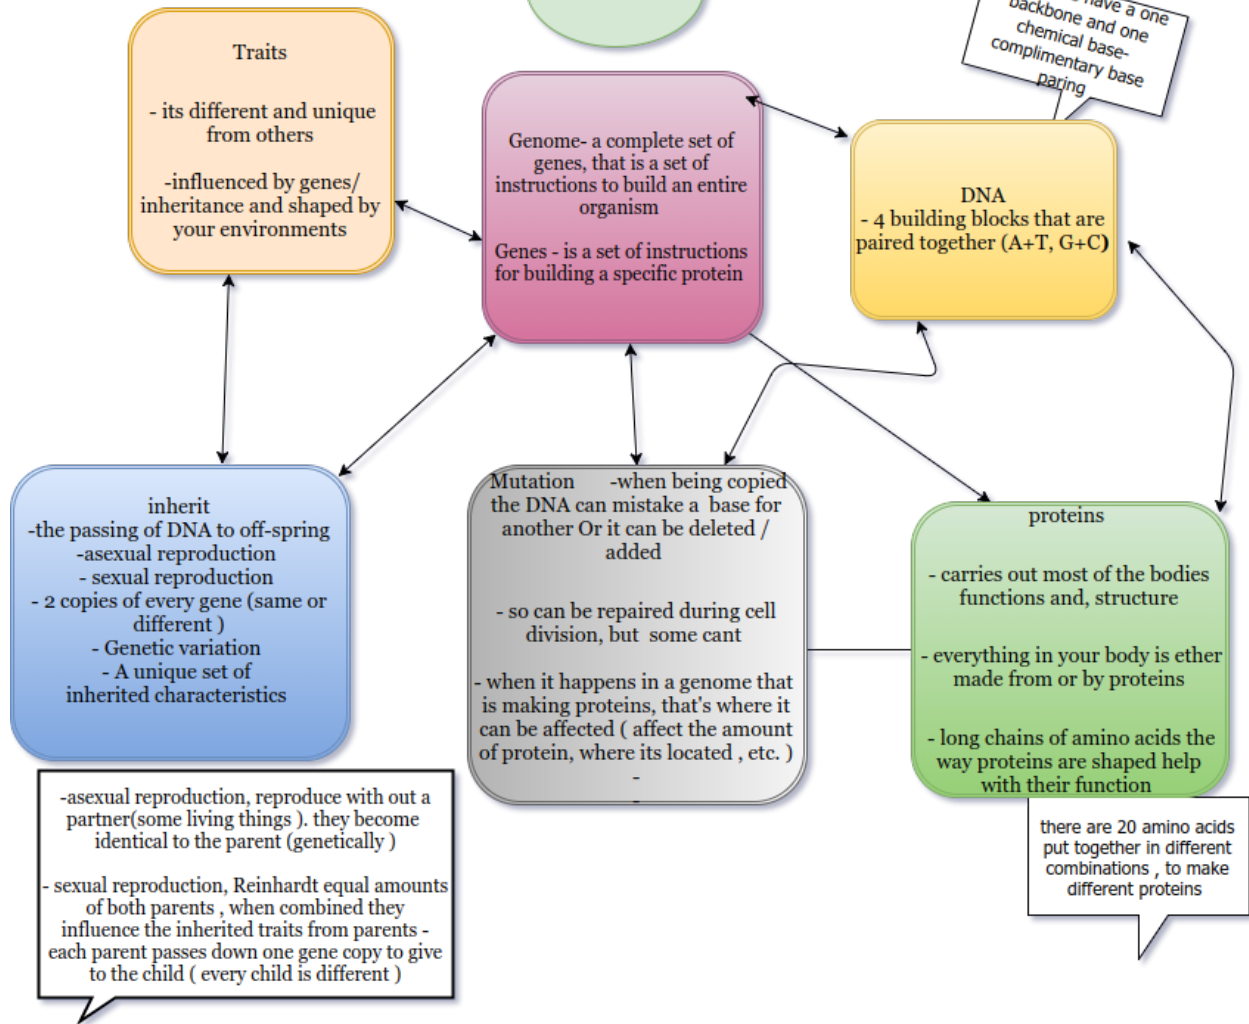 Traits
- its different and unique
from others
-influenced by genes/
inheritance and shaped by
your environments
Genome- a complete set of
genes, that is a set of
instructions to build an entire
organism
Genes - is a set of instructions
for building a specific protein
have a one
backbone and one
chemical base-
complimentary base
paring
DNA
- 4 building blocks that are
paired together (A+T, G+C)
inherit
-the passing of DNA to off-spring
-asexual reproduction
- sexual reproduction
- 2 copies of every gene (same or
different )
- Genetic variation
- A unique set of
inherited characteristics
Mutation -when being copied
the DNA can mistake a base for
another Or it can be deleted /
added
- so can be repaired during cell
division, but some cant
- when it happens in a genome that
is making proteins, that's where it
can be affected ( affect the amount
of protein, where its located , etc. )
-
-
proteins
- carries out most of the bodies
functions and, structure
- everything in your body is ether
made from or by proteins
- long chains of amino acids the
way proteins are shaped help
with their function
-asexual reproduction, reproduce with out a
partner(some living things ). they become
identical to the parent (genetically )
- sexual reproduction, Reinhardt equal amounts
of both parents , when combined they
influence the inherited traits from parents -
each parent passes down one gene copy to give
to the child ( every child is different )
there are 20 amino acids
put together in different
combinations , to make
different proteins